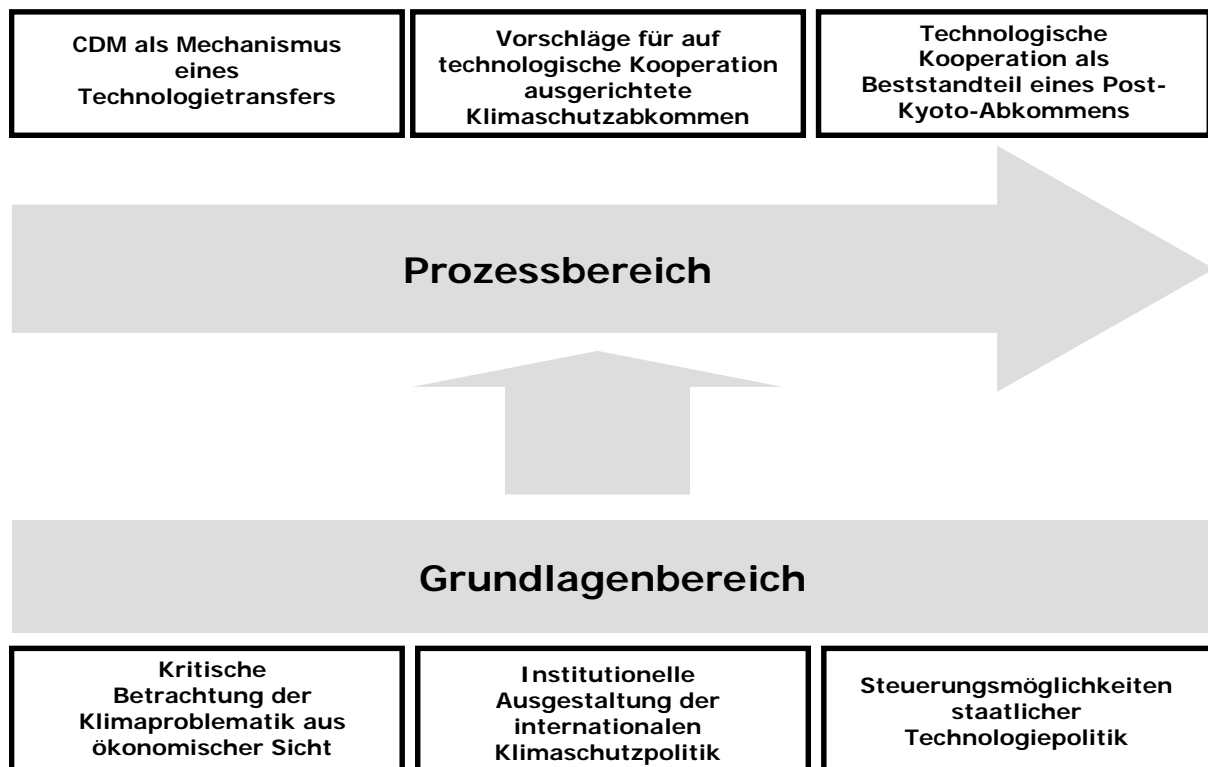 CDM als Mechanismus
eines
Technologietransfers
Vorschläge für auf
technologische Kooperation
ausgerichtete
Klimaschutzabkommen
Technologische
Kooperation als
Beststandteil eines Post-
Kyoto-Abkommens
Prozessbereich
Grundlagenbereich
Kritische
Betrachtung der
Klimaproblematik aus
ökonomischer Sicht
Institutionelle
Ausgestaltung der
internationalen
Klimaschutzpolitik
Steuerungsmöglichkeiten
staatlicher
Technologiepolitik